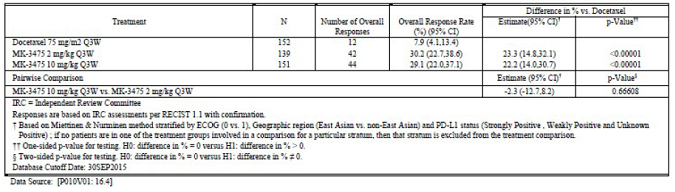 Difference in % vs. Docetaxel
Treatment N Number of Overall Responses Overall Response Rate (%) (95% CI) Estimate(95% CI)† p-Value††
Docetaxel 75 mg/m2 Q3W 152 12 7.9 (4.1,13.4)
MK-3475 2 mg/kg Q3W 139 42 30.2 (22.7,38.6) 23.3 (14.8,32.1) <0.00001
MK-3475 10 mg/kg Q3W 151 44 29.1 (22.0,37.1) 22.2 (14.0,30.7) <0.00001
Pairwise Comparison Estimate (95% CI)† p-Value§
MK-3475 10 mg/kg Q3W vs. MK-3475 2 mg/kg Q3W -2.3 (-12.7,8.2) 0.66608
IRC = Independent Review Committee
Responses are based on IRC assessments per RECIST 1.1 with confirmation.
† Based on Miettinen & Nurminen method stratified by ECOG (0 vs. 1), Geographic region (East Asian vs. non-East Asian) and PD-L1 status (Strongly Positive , Weakly Positive and Unknown
Positive) ; if no patients are in one of the treatment groups involved in a comparison for a particular stratum, then that stratum is excluded from the treatment comparison.
†† One-sided p-value for testing. H0: difference in % = 0 versus H1: difference in % > 0.
§ Two-sided p-value for testing. H0: difference in % = 0 versus H1: difference in % ≠ 0.
Database Cutoff Date: 30SEP2015
Data Source: [P010V01: 16.4]